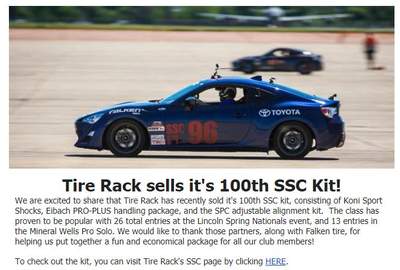 FALKEN
SSC
96
TOYOTA
Tire Rack sells it's 100th SSC Kit!
We are excited to share that Tire Rack has recently sold it's 100th SSC kit, consisting of Koni Sport
Shocks, Eibach PRO-PLUS handling package, and the SPC adjustable alignment kit.  The class has
proven to be popular with 26 total entries at the Lincoln Spring Nationals event, and 13 entries in
the Mineral Wells Pro Solo. We would like to thank those partners, along with Falken tire, for
helping us put together a fun and economical package for all our club members!
To check out the kit, you can visit Tire Rack's SSC page by clicking HERE.